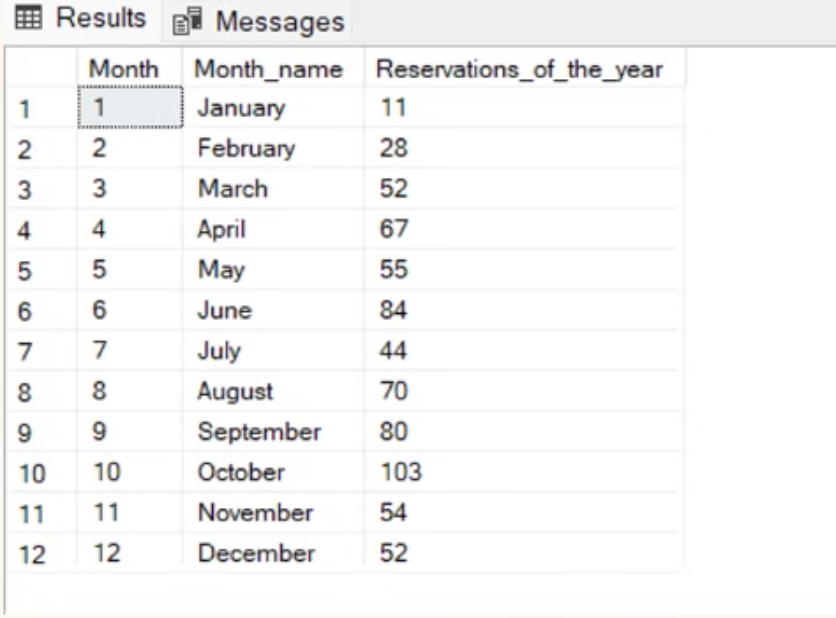 Results Messages
Month Month_name Reservations_of_the_year
1 1 January 11
2 2 February 28
3 3 March 52
4 4 April 67
5 5 May 55
6 6 June 84
7 7 July 44
8 8 August 70
9 9 September 80
10 10 October 103
11 11 November 54
12 12 December 52